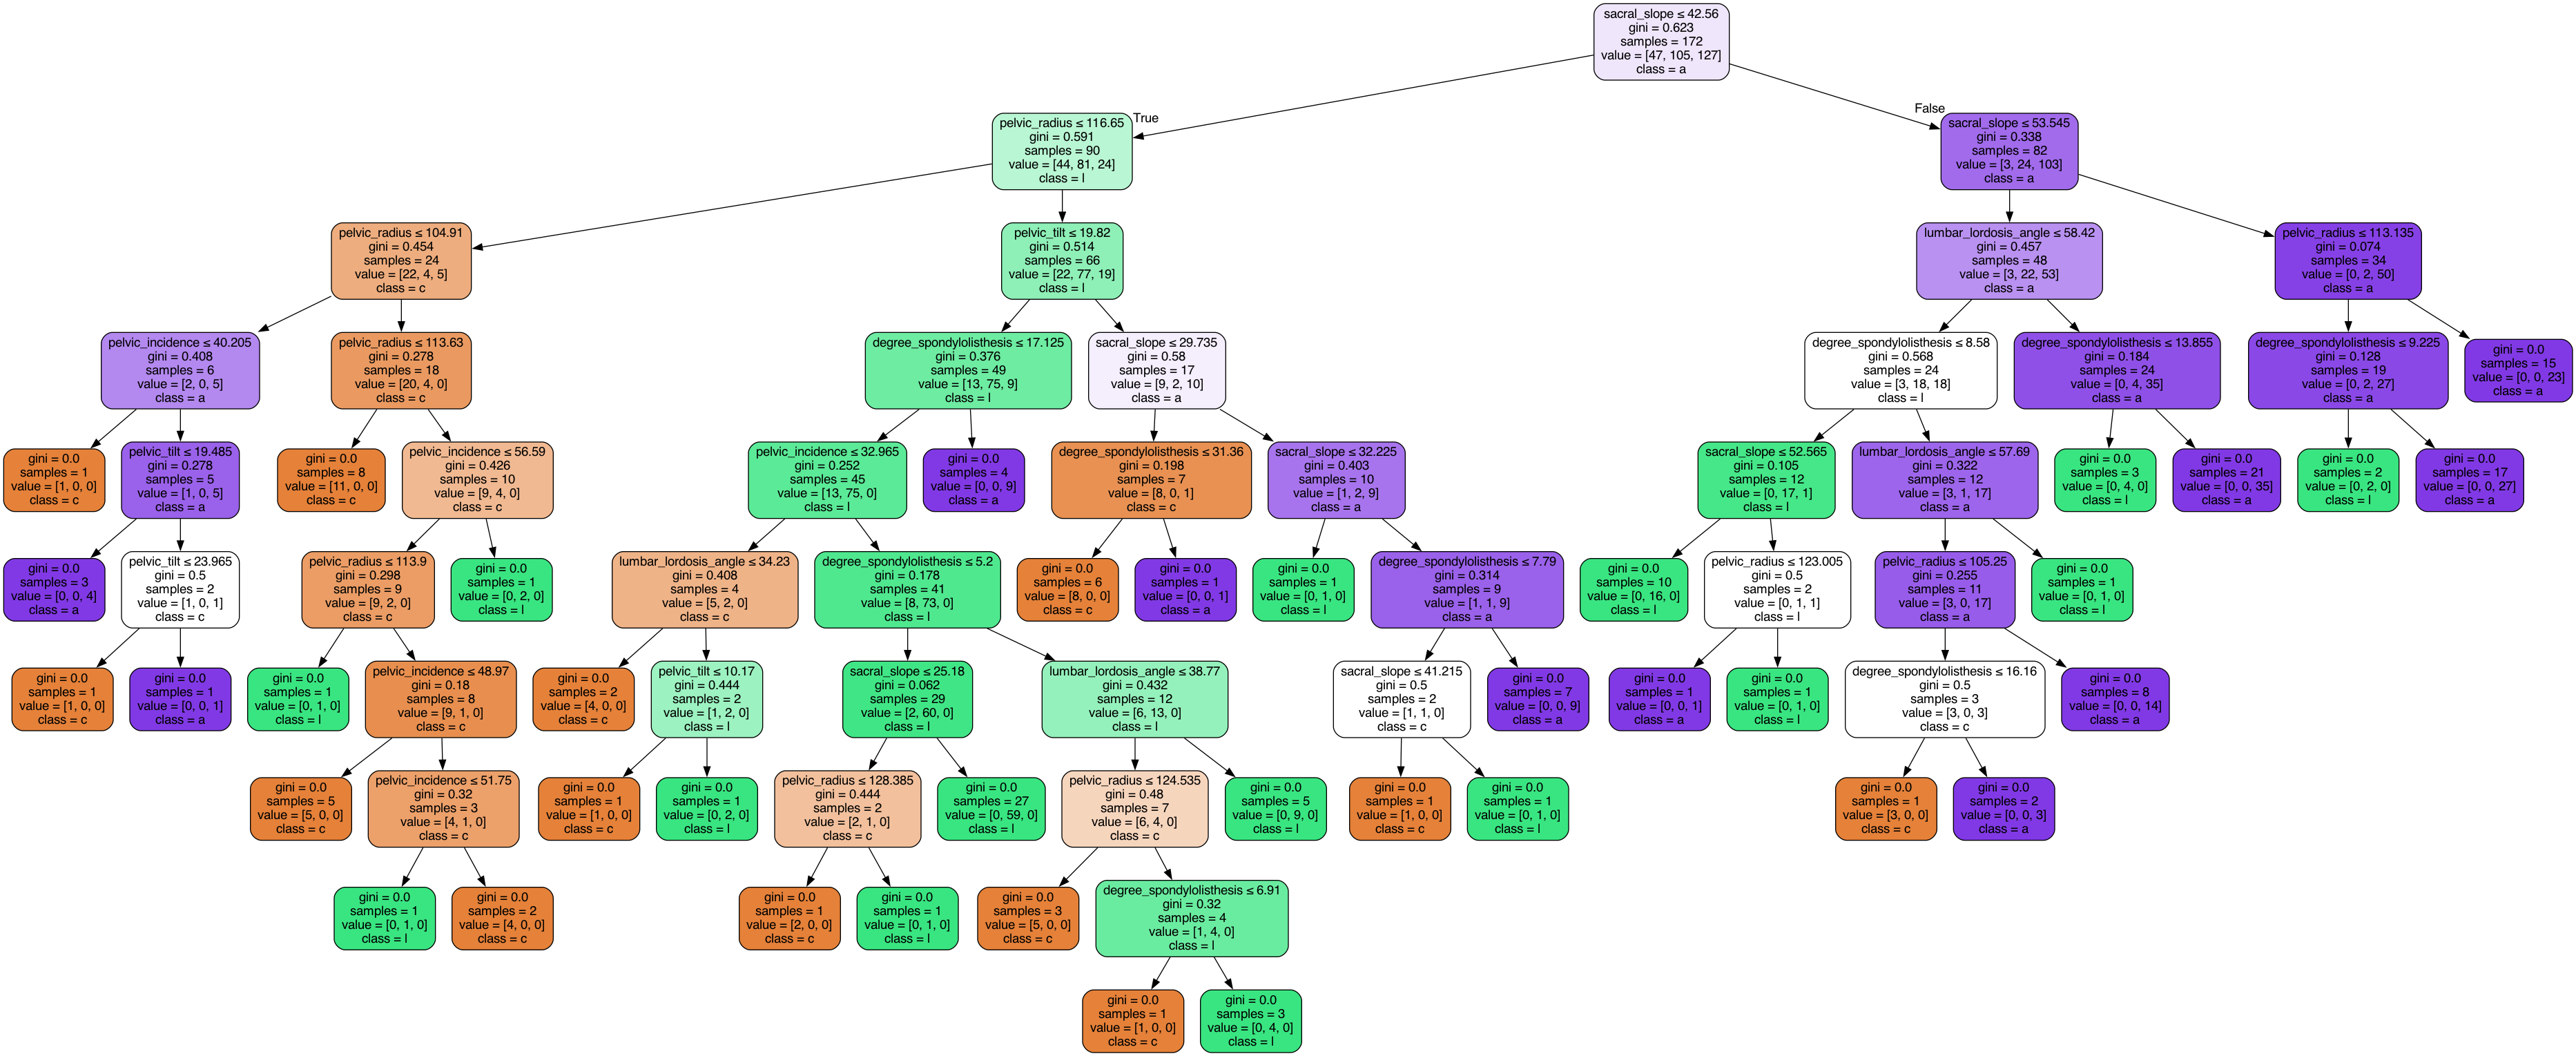 sacral_slope ≤ 42.56
gini = 0.623
samples = 172
value = [47, 105, 127]
class = a
True
False
pelvic_radius ≤ 116.65
gini = 0.591
samples = 90
value = [44, 81, 24]
class = l
sacral_slope ≤ 53.545
gini = 0.338
samples = 82
value = [3, 24, 103]
class = a
pelvic_radius ≤ 104.91
gini = 0.454
samples = 24
value = [22, 4, 5]
class = c
pelvic_tilt ≤ 19.82
gini = 0.514
samples = 66
value = [22, 77, 19]
class = l
lumbar_lordosis_angle ≤ 58.42
gini = 0.457
samples = 48
value = [3, 22, 53]
class = a
pelvic_radius ≤ 113.135
gini = 0.074
samples = 34
value = [0, 2, 50]
class = a
pelvic_incidence ≤ 40.205
gini = 0.408
samples = 6
value = [2, 0, 5]
class = a
pelvic_radius ≤ 113.63
gini = 0.278
samples = 18
value = [20, 4, 0]
class = c
degree_spondylolisthesis ≤ 17.125
gini = 0.376
samples = 49
value = [13, 75, 9]
class = l
sacral_slope ≤ 29.735
gini = 0.58
samples = 17
value = [9, 2, 10]
class = a
degree_spondylolisthesis ≤ 8.58
gini = 0.568
samples = 24
value = [3, 18, 18]
class = l
degree_spondylolisthesis ≤ 13.855
gini = 0.184
samples = 24
value = [0, 4, 35]
class = a
degree_spondylolisthesis ≤ 9.225
gini = 0.128
samples = 19
value = [0, 2, 27]
class = a
gini = 0.0
samples = 15
value = [0, 0, 23]
class = a
gini = 0.0
samples = 1
value = [1, 0, 0]
class = c
pelvic_tilt ≤ 19.485
gini = 0.278
samples = 5
value = [1, 0, 5]
class = a
gini = 0.0
samples = 8
value = [11, 0, 0]
class = c
pelvic_incidence ≤ 56.59
gini = 0.426
samples = 10
value = [9, 4, 0]
class = c
pelvic_incidence ≤ 32.965
gini = 0.252
samples = 45
value = [13, 75, 0]
class = l
gini = 0.0
samples = 4
value = [0, 0, 9]
class = a
degree_spondylolisthesis ≤ 31.36
gini = 0.198
samples = 7
value = [8, 0, 1]
class = c
sacral_slope ≤ 32.225
gini = 0.403
samples = 10
value = [1, 2, 9]
class = a
sacral_slope ≤ 52.565
gini = 0.105
samples = 12
value = [0, 17, 1]
class = l
lumbar_lordosis_angle ≤ 57.69
gini = 0.322
samples = 12
value = [3, 1, 17]
class = a
gini = 0.0
samples = 3
value = [0, 4, 0]
class = l
gini = 0.0
samples = 21
value = [0, 0, 35]
class = a
gini = 0.0
samples = 2
value = [0, 2, 0]
class = l
gini = 0.0
samples = 17
value = [0, 0, 27]
class = a
gini = 0.0
samples = 3
value = [0, 0, 4]
class = a
pelvic_tilt ≤ 23.965
gini = 0.5
samples = 2
value = [1, 0, 1]
class = c
pelvic_radius ≤ 113.9
gini = 0.298
samples = 9
value = [9, 2, 0]
class = c
gini = 0.0
samples = 1
value = [0, 2, 0]
class = l
lumbar_lordosis_angle ≤ 34.23
gini = 0.408
samples = 4
value = [5, 2, 0]
class = c
degree_spondylolisthesis ≤ 5.2
gini = 0.178
samples = 41
value = [8, 73, 0]
class = l
gini = 0.0
samples = 6
value = [8, 0, 0]
class = c
gini = 0.0
samples = 1
value = [0, 0, 1]
class = a
gini = 0.0
samples = 1
value = [0, 1, 0]
class = l
degree_spondylolisthesis ≤ 7.79
gini = 0.314
samples = 9
value = [1, 1, 9]
class = a
gini = 0.0
samples = 10
value = [0, 16, 0]
class = l
pelvic_radius ≤ 123.005
gini = 0.5
samples = 2
value = [0, 1, 1]
class = l
pelvic_radius ≤ 105.25
gini = 0.255
samples = 11
value = [3, 0, 17]
class = a
gini = 0.0
samples = 1
value = [0, 1, 0]
class = l
gini = 0.0
samples = 1
value = [1, 0, 0]
class = c
gini = 0.0
samples = 1
value = [0, 0, 1]
class = a
gini = 0.0
samples = 1
value = [0, 1, 0]
class = l
pelvic_incidence ≤ 48.97
gini = 0.18
samples = 8
value = [9, 1, 0]
class = c
gini = 0.0
samples = 2
value = [4, 0, 0]
class = c
pelvic_tilt ≤ 10.17
gini = 0.444
samples = 2
value = [1, 2, 0]
class = l
sacral_slope ≤ 25.18
gini = 0.062
samples = 29
value = [2, 60, 0]
class = l
lumbar_lordosis_angle ≤ 38.77
gini = 0.432
samples = 12
value = [6, 13, 0]
class = l
sacral_slope ≤ 41.215
gini = 0.5
samples = 2
value = [1, 1, 0]
class = c
gini = 0.0
samples = 7
value = [0, 0, 9]
class = a
gini = 0.0
samples = 1
value = [0, 0, 1]
class = a
gini = 0.0
samples = 1
value = [0, 1, 0]
class = l
degree_spondylolisthesis ≤ 16.16
gini = 0.5
samples = 3
value = [3, 0, 3]
class = c
gini = 0.0
samples = 8
value = [0, 0, 14]
class = a
gini = 0.0
samples = 5
value = [5, 0, 0]
class = c
pelvic_incidence ≤ 51.75
gini = 0.32
samples = 3
value = [4, 1, 0]
class = c
gini = 0.0
samples = 1
value = [1, 0, 0]
class = c
gini = 0.0
samples = 1
value = [0, 2, 0]
class = l
pelvic_radius ≤ 128.385
gini = 0.444
samples = 2
value = [2, 1, 0]
class = c
gini = 0.0
samples = 27
value = [0, 59, 0]
class = l
pelvic_radius ≤ 124.535
gini = 0.48
samples = 7
value = [6, 4, 0]
class = c
gini = 0.0
samples = 5
value = [0, 9, 0]
class = l
gini = 0.0
samples = 1
value = [1, 0, 0]
class = c
gini = 0.0
samples = 1
value = [0, 1, 0]
class = l
gini = 0.0
samples = 1
value = [3, 0, 0]
class = c
gini = 0.0
samples = 2
value = [0, 0, 3]
class = a
gini = 0.0
samples = 1
value = [0, 1, 0]
class = l
gini = 0.0
samples = 2
value = [4, 0, 0]
class = c
gini = 0.0
samples = 1
value = [2, 0, 0]
class = c
gini = 0.0
samples = 1
value = [0, 1, 0]
class = l
gini = 0.0
samples = 3
value = [5, 0, 0]
class = c
degree_spondylolisthesis ≤ 6.91
gini = 0.32
samples = 4
value = [1, 4, 0]
class = l
gini = 0.0
samples = 1
value = [1, 0, 0]
class = c
gini = 0.0
samples = 3
value = [0, 4, 0]
class = l